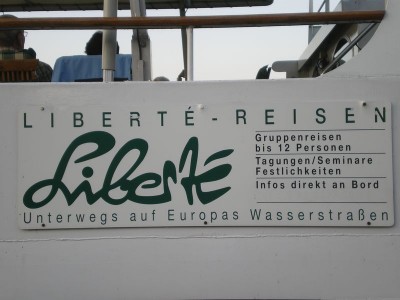 LIBERTÉ-REISEN
Liberté
Gruppenreisen
bis 12 Personen
Tagungen/Seminare
Festlichkeiten
Infos direkt an Bord
Unterwegs auf Europas Wasserstraßen